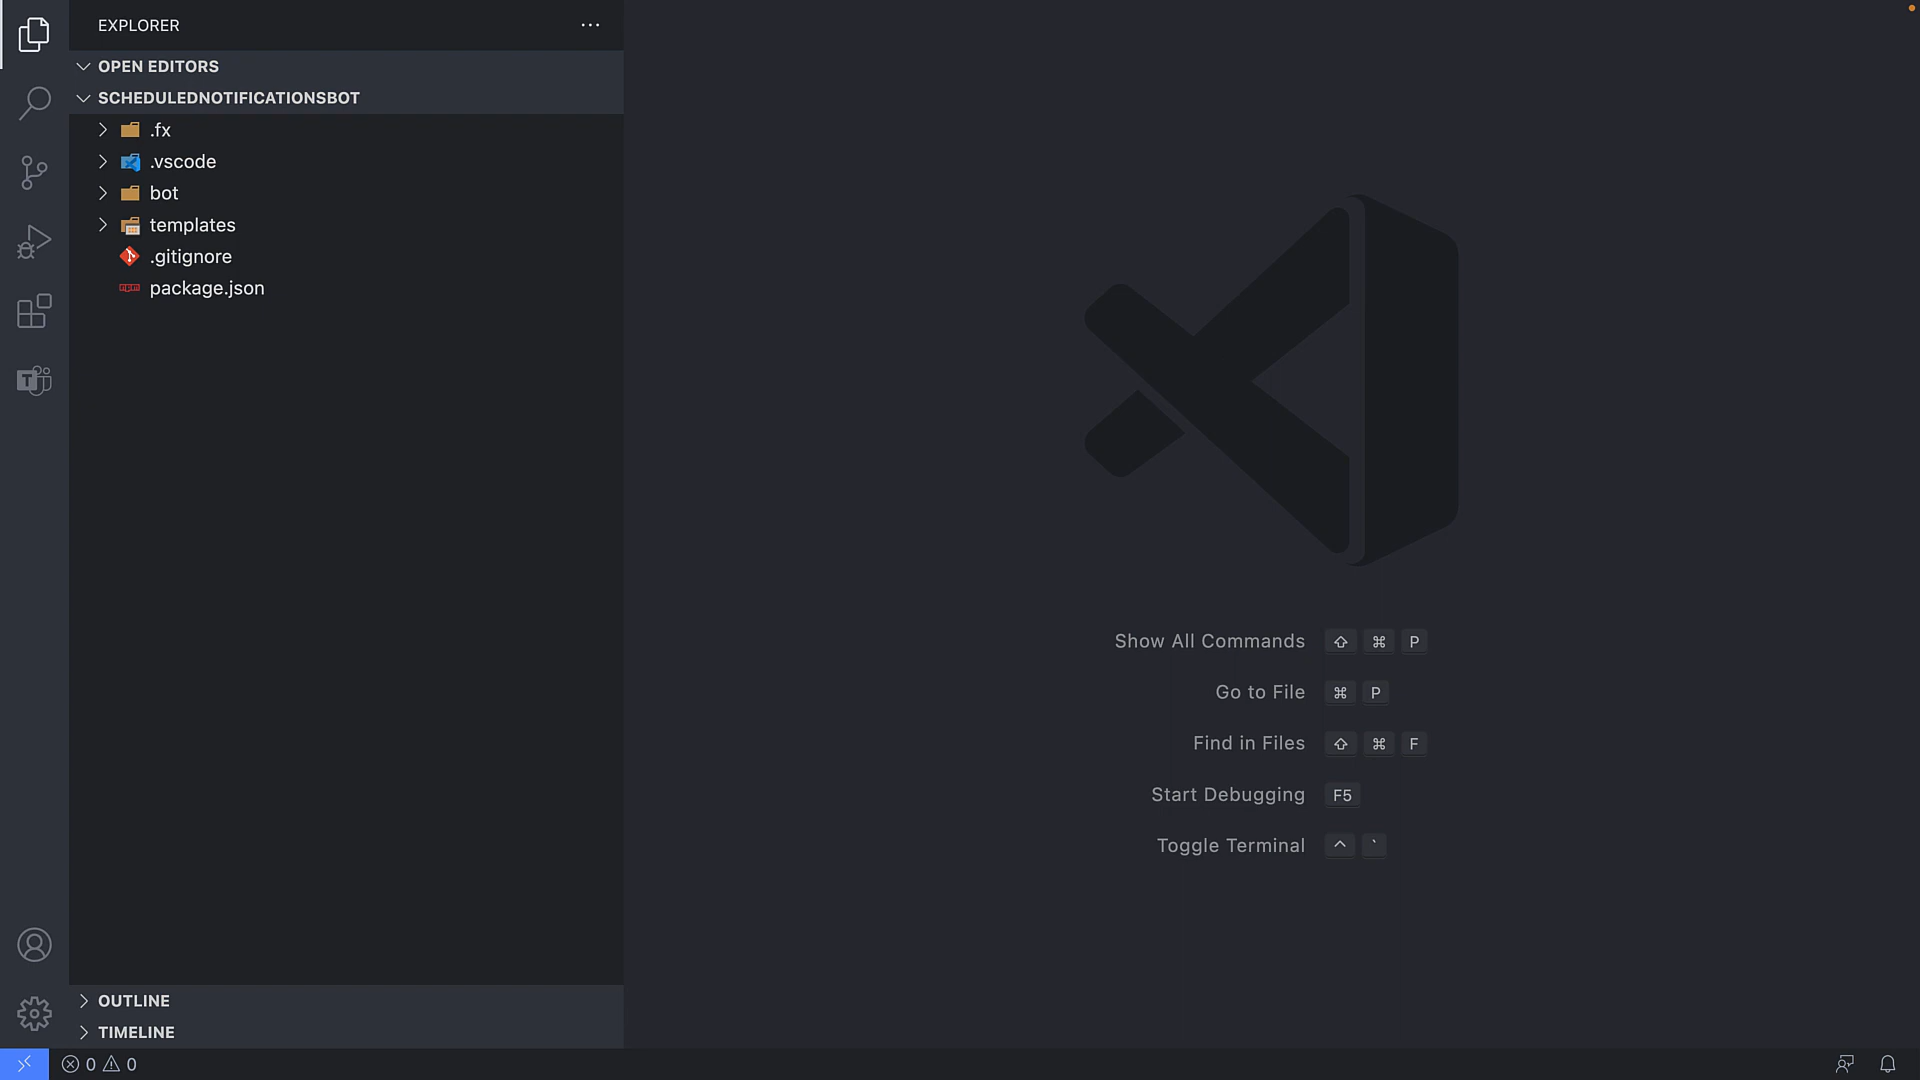 EXPLORER
OPEN EDITORS
SCHEDULEDNOTIFICATIONSBOT
.fx
.vscode
bot
templates
.gitignore
package.json
Show All Commands ⇧ ⌘ P
Go to File ⌘ P
Find in Files ⇧ ⌘ F
Start Debugging F5
Toggle Terminal ^ `
OUTLINE
TIMELINE
0 0